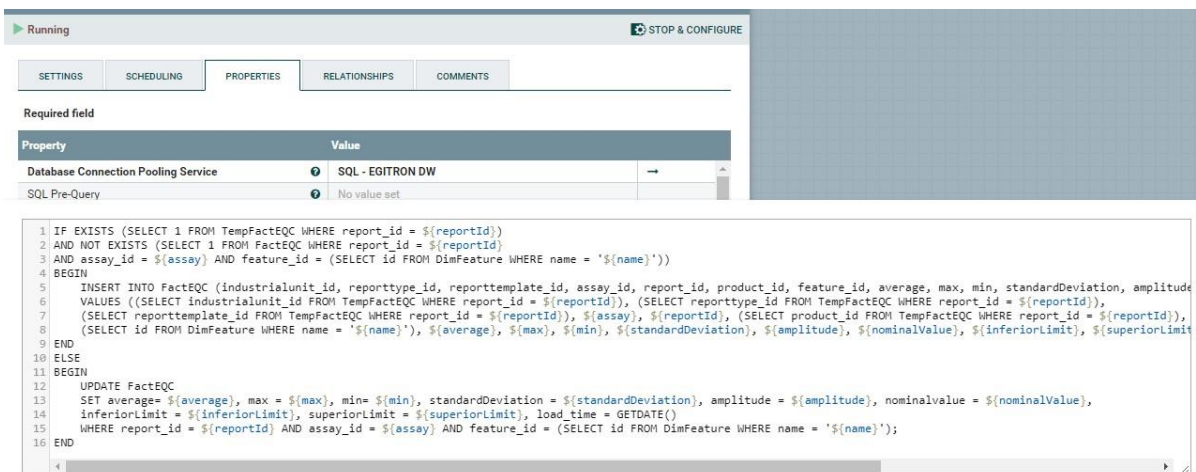 Running
STOP & CONFIGURE
SETTINGS SCHEDULING PROPERTIES RELATIONSHIPS COMMENTS
Required field
Property Value
Database Connection Pooling Service SQL - EGITRON DW
SQL Pre-Query No value set
1 IF EXISTS (SELECT 1 FROM TempFactEQC WHERE report_id = ${reportId})
2 AND NOT EXISTS (SELECT 1 FROM FactEQC WHERE report_id = ${reportId}
3 AND assay_id = ${assay} AND feature_id = (SELECT id FROM DimFeature WHERE name = '${name}'))
4 BEGIN
5 INSERT INTO FactEQC (industrialunit_id, reporttype_id, reporttemplate_id, assay_id, report_id, product_id, feature_id, average, max, min, standardDeviation, amplitude
6 VALUES ((SELECT industrialunit_id FROM TempFactEQC WHERE report_id = ${reportId}), (SELECT reporttype_id FROM TempFactEQC WHERE report_id = ${reportId}),
7 (SELECT reporttemplate_id FROM TempFactEQC WHERE report_id = ${reportId}), ${assay}, ${reportId}, (SELECT product_id FROM TempFactEQC WHERE report_id = ${reportId}),
8 (SELECT id FROM DimFeature WHERE name = '${name}'), ${average}, ${max}, ${min}, ${standardDeviation}, ${amplitude}, ${nominalValue}, ${inferiorLimit}, ${superiorLimit
9 END
10 ELSE
11 BEGIN
12 UPDATE FactEQC
13 SET average= ${average}, max = ${max}, min= ${min}, standardDeviation = ${standardDeviation}, amplitude = ${amplitude}, nominalvalue = ${nominalValue},
14 inferiorLimit = ${inferiorLimit}, superiorLimit = ${superiorLimit}, load_time = GETDATE()
15 WHERE report_id = ${reportId} AND assay_id = ${assay} AND feature_id = (SELECT id FROM DimFeature WHERE name = '${name}');
16 END